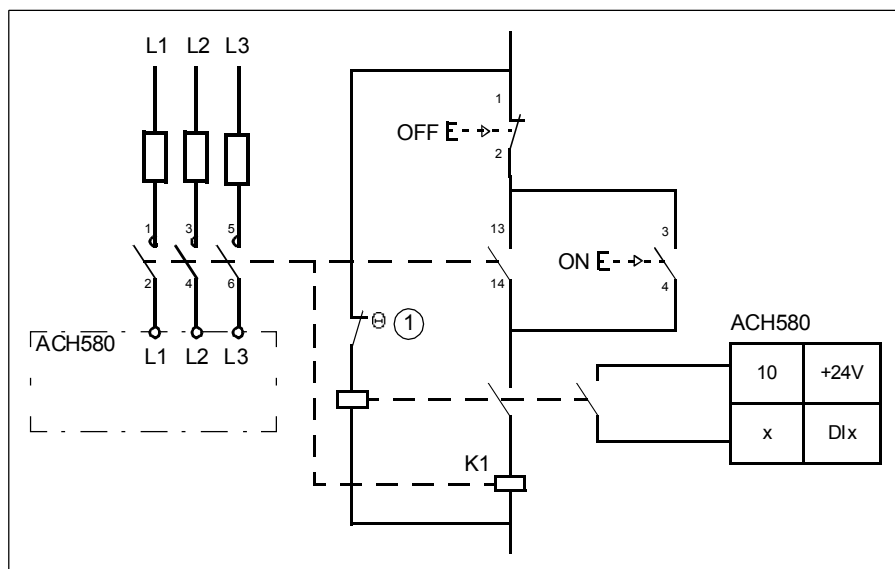 L1 L2 L3
1
OFF
2
1 3 5
13
3
ON
2 4 6
14
4
Θ 1
ACH580
L1 L2 L3
ACH580
10 +24V
x DIx
K1